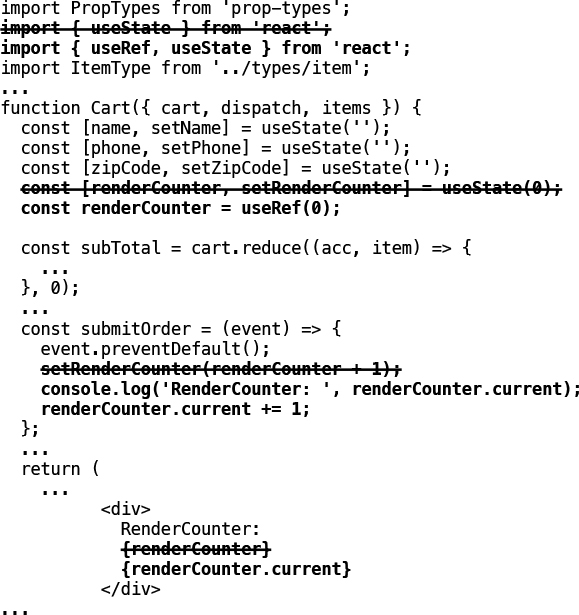 import PropTypes from 'prop-types';
import { useState } from 'react';
import { useRef, useState } from 'react';
import ItemType from '../types/item';
...
function Cart({ cart, dispatch, items }) {
  const [name, setName] = useState('');
  const [phone, setPhone] = useState('');
  const [zipCode, setZipCode] = useState('');
  const [renderCounter, setRenderCounter] = useState(0);
  const renderCounter = useRef(0);

  const subTotal = cart.reduce((acc, item) => {
    ...
  }, 0);
  ...
  const submitOrder = (event) => {
    event.preventDefault();
    setRenderCounter(renderCounter + 1);
    console.log('RenderCounter: ', renderCounter.current);
    renderCounter.current += 1;
  };
  ...
  return (
    ...
          <div>
            RenderCounter:
            {renderCounter}
            {renderCounter.current}
          </div>
...